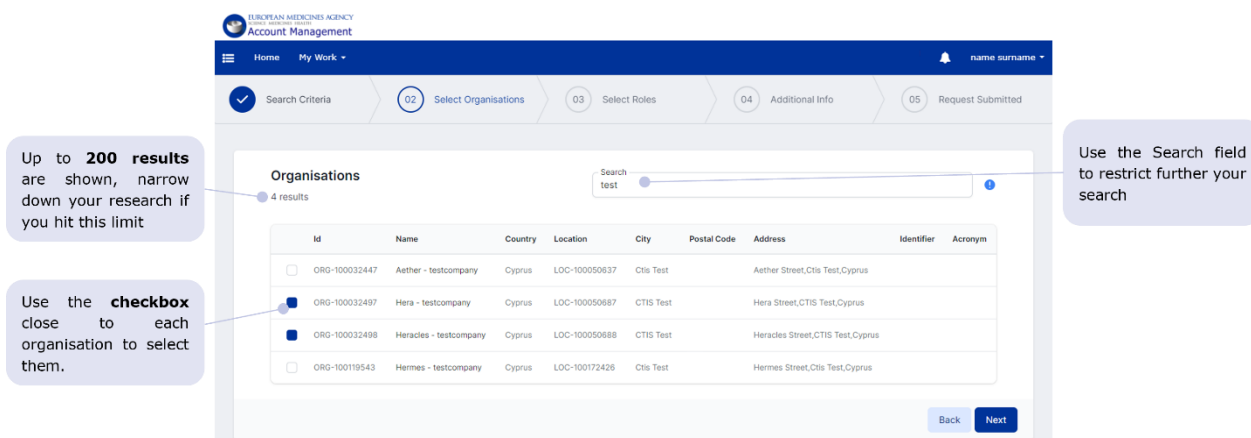 EUROPEAN MEDICINES AGENCY
SCIENCE MEDICINES HEALTH
Account Management
Home My Work name surname
Search Criteria 02 Select Organisations 03 Select Roles 04 Additional Info 05 Request Submitted
Up to 200 results
are shown, narrow
down your research if
you hit this limit
Use the Search field
to restrict further your
search
Organisations
4 results
Search
test
Id Name Country Location City Postal Code Address Identifier Acronym
ORG-100032447 Aether - testcompany Cyprus LOC-100050637 Ctis Test Aether Street,Ctis Test,Cyprus
ORG-100032497 Hera - testcompany Cyprus LOC-100050687 CTIS Test Hera Street,CTIS Test,Cyprus
ORG-100032498 Heracles - testcompany Cyprus LOC-100050688 CTIS Test Heracles Street,CTIS Test,Cyprus
ORG-100119543 Hermes - testcompany Cyprus LOC-100172426 Ctis Test Hermes Street,Ctis Test,Cyprus
Use the checkbox
close to each
organisation to select
them.
Back Next